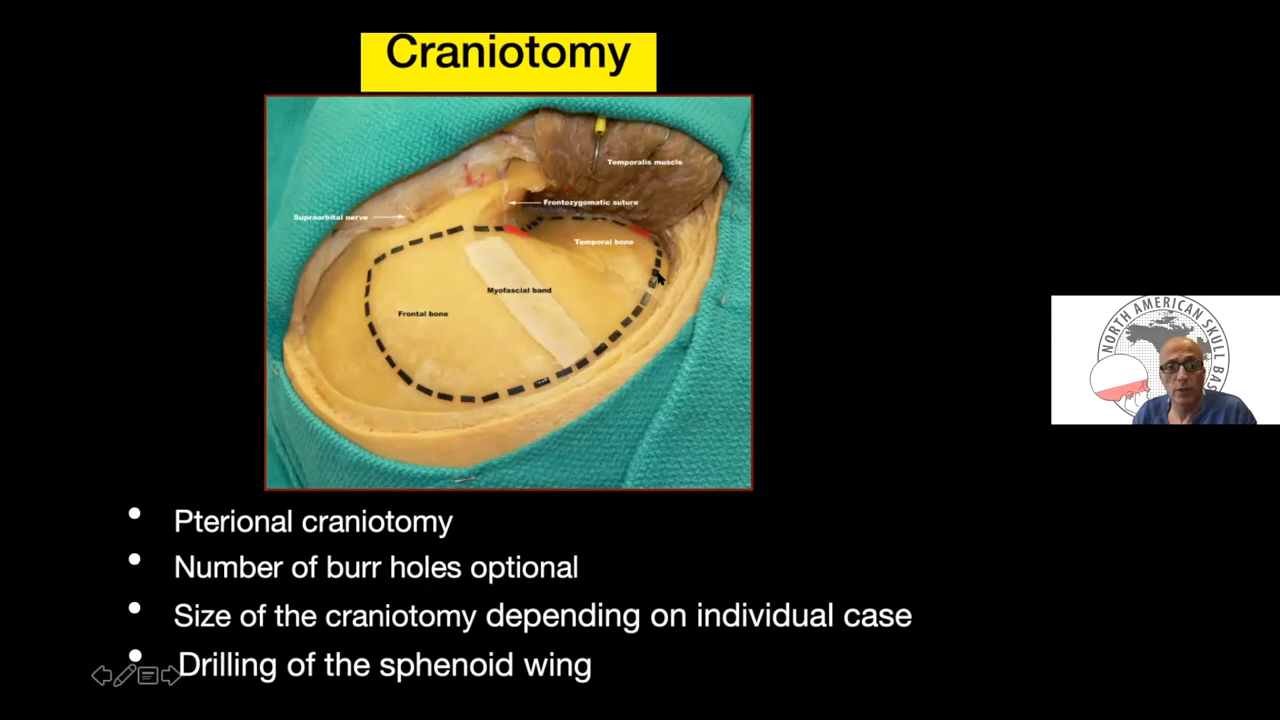 Craniotomy
Temporalis muscle
Frontozygomatic suture
Supraorbital nerve
Temporal bone
Myofascial band
Frontal bone
NORTH AMERICAN SKULL BAS
Pterional craniotomy
Number of burr holes optional
Size of the craniotomy depending on individual case
Drilling of the sphenoid wing